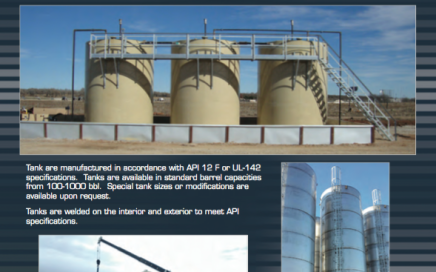 Tank are manufactured in accordance with API 12 F or UL-142
specifications. Tanks are available in standard barrel capacities
from 100-1000 bbl. Special tank sizes or modifications are
available upon request.
Tanks are welded on the interior and exterior to meet API
specifications.